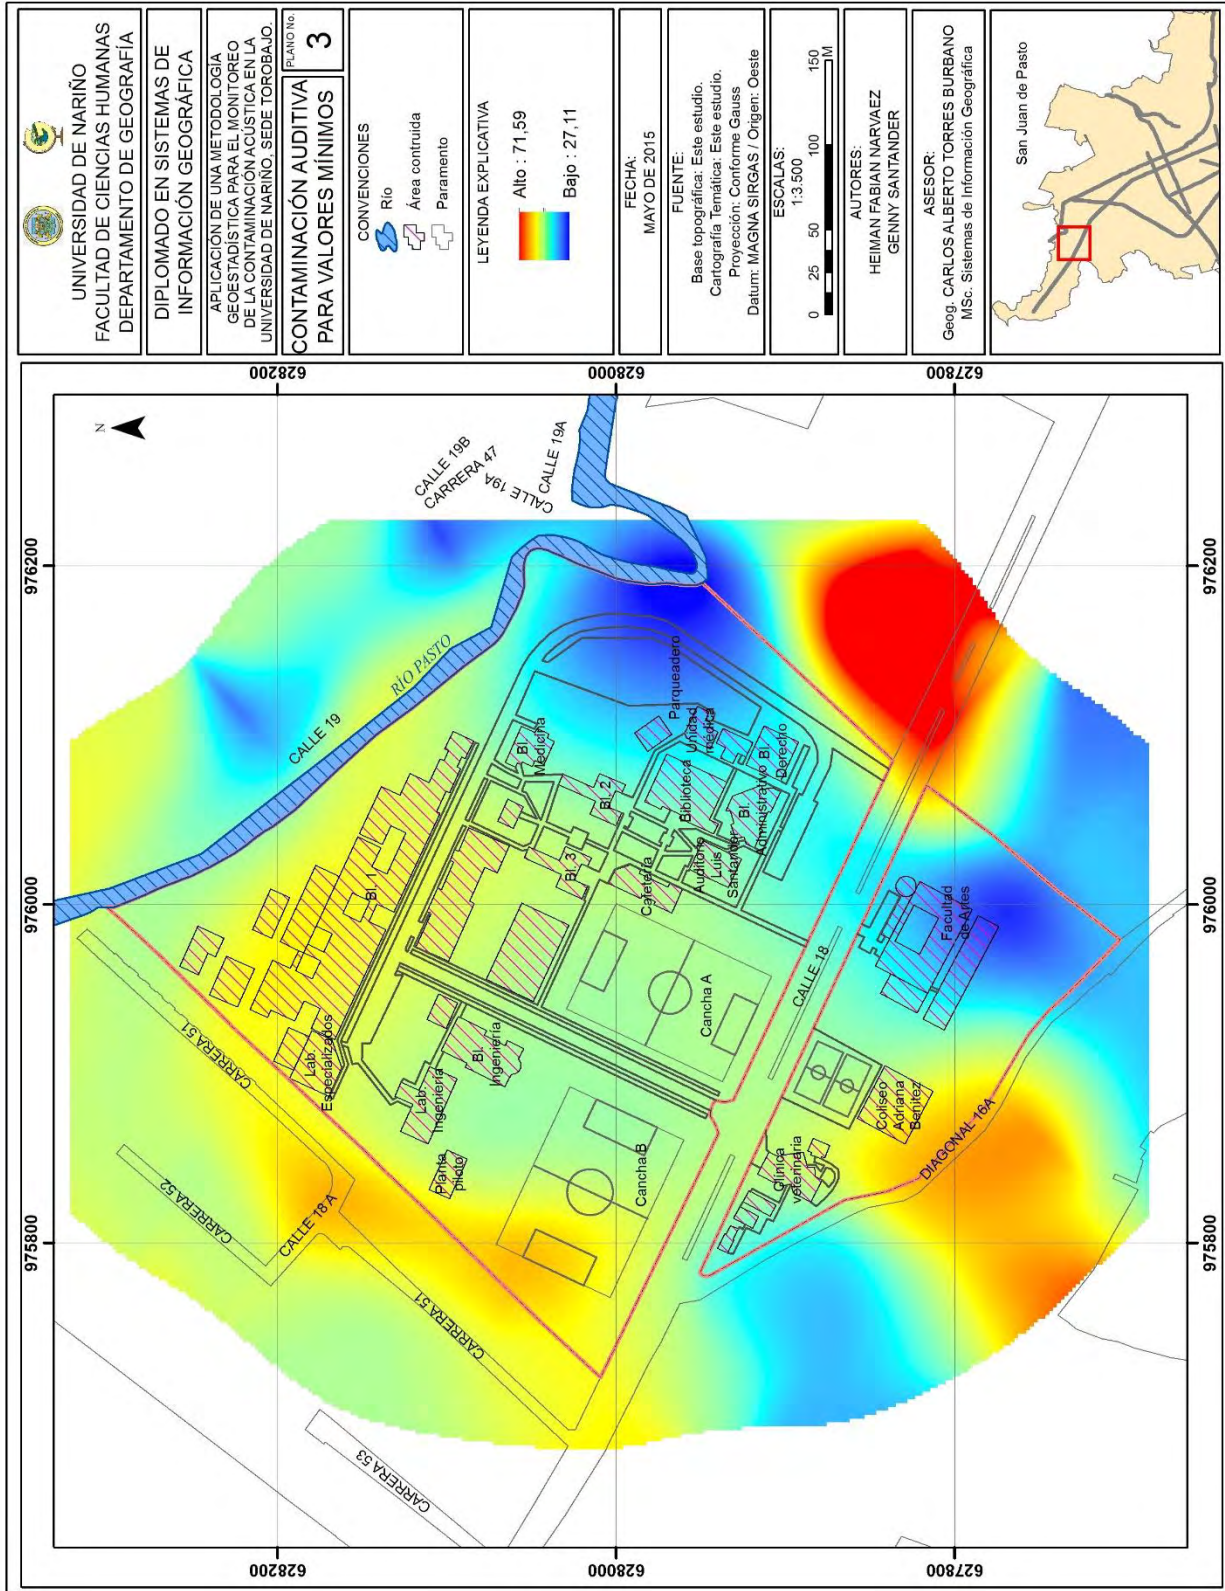 UNIVERSIDAD DE NARIÑO
FACULTAD DE CIENCIAS HUMANAS
DEPARTAMENTO DE GEOGRAFÍA
DIPLOMADO EN SISTEMAS DE
INFORMACIÓN GEOGRÁFICA
APLICACIÓN DE UNA METODOLOGÍA
GEOESTADÍSTICA PARA EL MONITOREO
DE LA CONTAMINACIÓN ACÚSTICA EN LA
UNIVERSIDAD DE NARIÑO, SEDE TOROBAJO.
CONTAMINACIÓN AUDITIVA
PARA VALORES MÍNIMOS
PLANO No.
3
CONVENCIONES
Río
Área contruida
Paramento
LEYENDA EXPLICATIVA
Alto : 71,59
Bajo : 27,11
FECHA:
MAYO DE 2015
FUENTE:
Base topográfica: Este estudio.
Cartografía Temática: Este estudio.
Proyección: Conforme Gauss
Datum: MAGNA SIRGAS / Origen: Oeste
ESCALAS:
1:3.500
0 25 50 100 150
M
AUTORES:
HEIMAN FABIAN NARVAEZ
GENNY SANTANDER
ASESOR:
Geog. CARLOS ALBERTO TORRES BURBANO
MSc. Sistemas de Información Geográfica
San Juan de Pasto
975800
976000
976200
628200
628000
627800
628200
628000
627800
975800
976000
976200
N
CALLE 19B
CARRERA 47
CALLE 19A
CALLE 19A
RÍO PASTO
CALLE 19
CARRERA 51
CARRERA 52
CALLE 18 A
CARRERA 51
CARRERA 53
Bl. 1
Lab.
Especializados
Bl.
Medicina
Bl. 2
Bl. 3
Parqueadero
Unidad
médica
Biblioteca
Bl.
Derecho
Bl.
Administrativo
Auditorio
Luis
Santander
Cafetería
Bl.
Ingeniería
Lab.
Ingeniería
Planta
piloto
Cancha A
Cancha B
CALLE 18
Facultad
de Artes
Coliseo
Adriana
Benitez
Clínica
veterinaria
DIAGONAL 16A